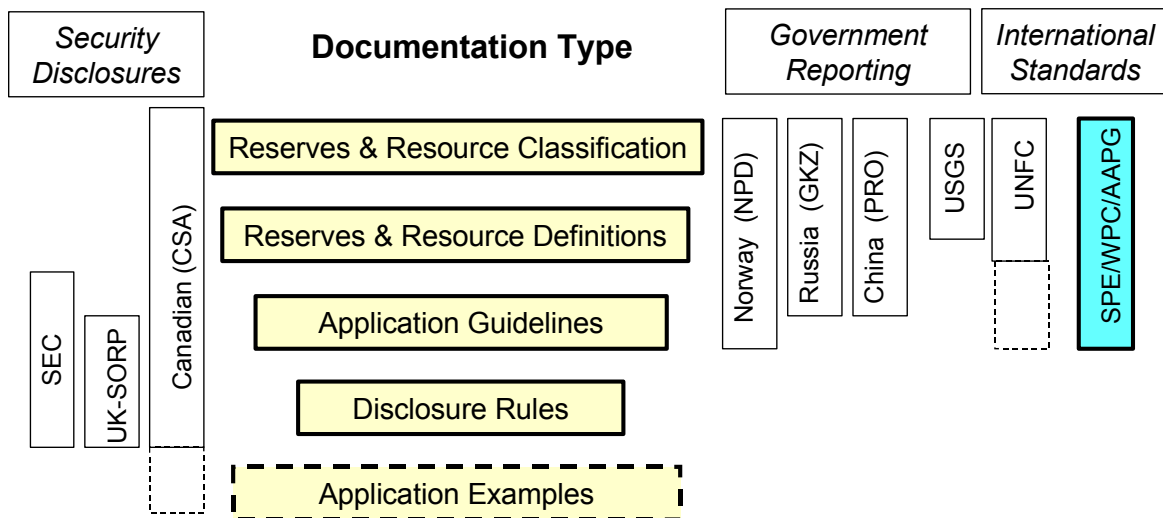 Security
Disclosures
Documentation Type
Government
Reporting
International
Standards
SEC
UK-SORP
Canadian (CSA)
Reserves & Resource Classification
Reserves & Resource Definitions
Application Guidelines
Disclosure Rules
Application Examples
Norway (NPD)
Russia (GKZ)
China (PRO)
USGS
UNFC
SPE/WPC/AAPG